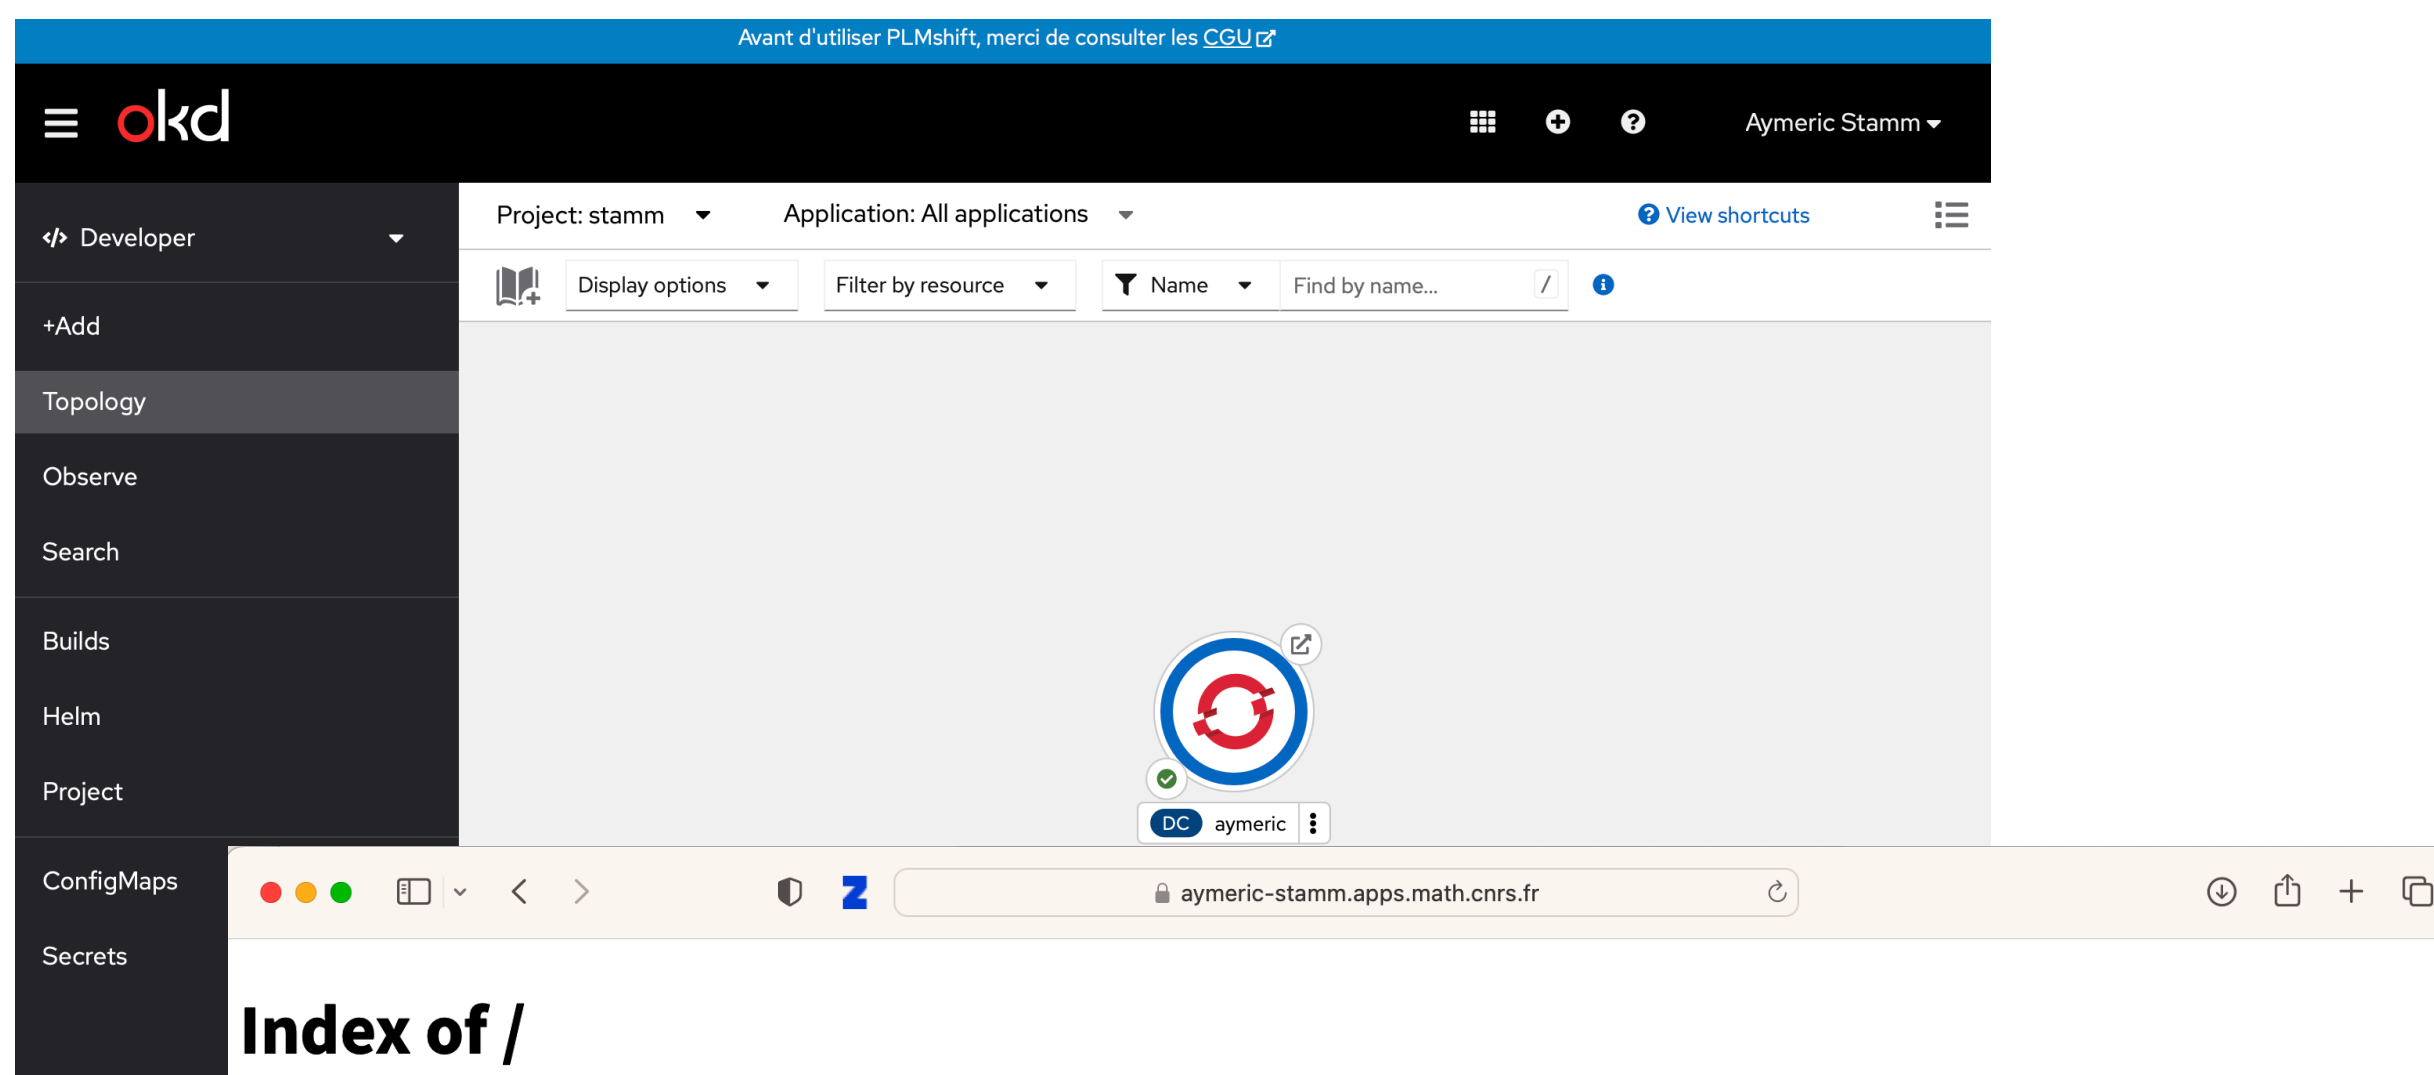 Avant d'utiliser PLMshift, merci de consulter les CGU
okd
Aymeric Stamm
Developer
Project: stamm
Application: All applications
View shortcuts
Display options
Filter by resource
Name
Find by name...
/
+Add
Topology
Observe
Search
Builds
Helm
Project
ConfigMaps
Secrets
DC aymeric
Z
aymeric-stamm.apps.math.cnrs.fr
Index of /